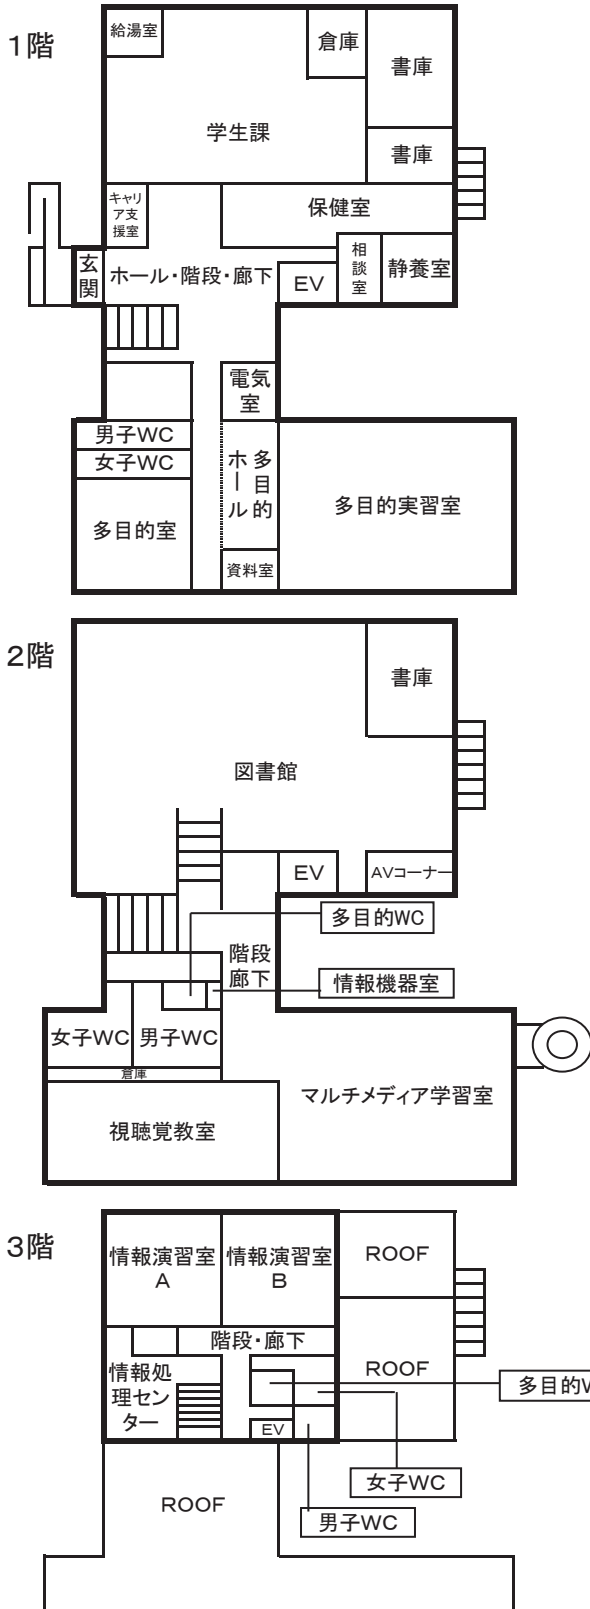 1階
給湯室
倉庫
書庫
学生課
書庫
キャリ
ア支
援室
保健室
玄
関
ホール・階段・廊下
EV
相
談
室
静養室
電気
室
男子WC
女子WC
多目的室
多目的
ホール
多目的実習室
資料室
2階
書庫
図書館
EV
AVコーナー
多目的WC
階段
廊下
情報機器室
女子WC
男子WC
倉庫
マルチメディア学習室
視聴覚教室
3階
情報演習室
A
情報演習室
B
ROOF
階段・廊下
情報処
理セン
ター
ROOF
多目的W
EV
女子WC
ROOF
男子WC